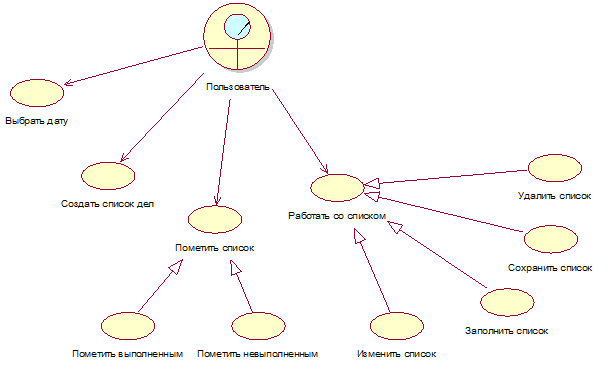 Пользователь
Выбрать дату
Создать список дел
Пометить список
Работать со списком
Удалить список
Сохранить список
Заполнить список
Пометить выполненным
Пометить невыполненным
Изменить список